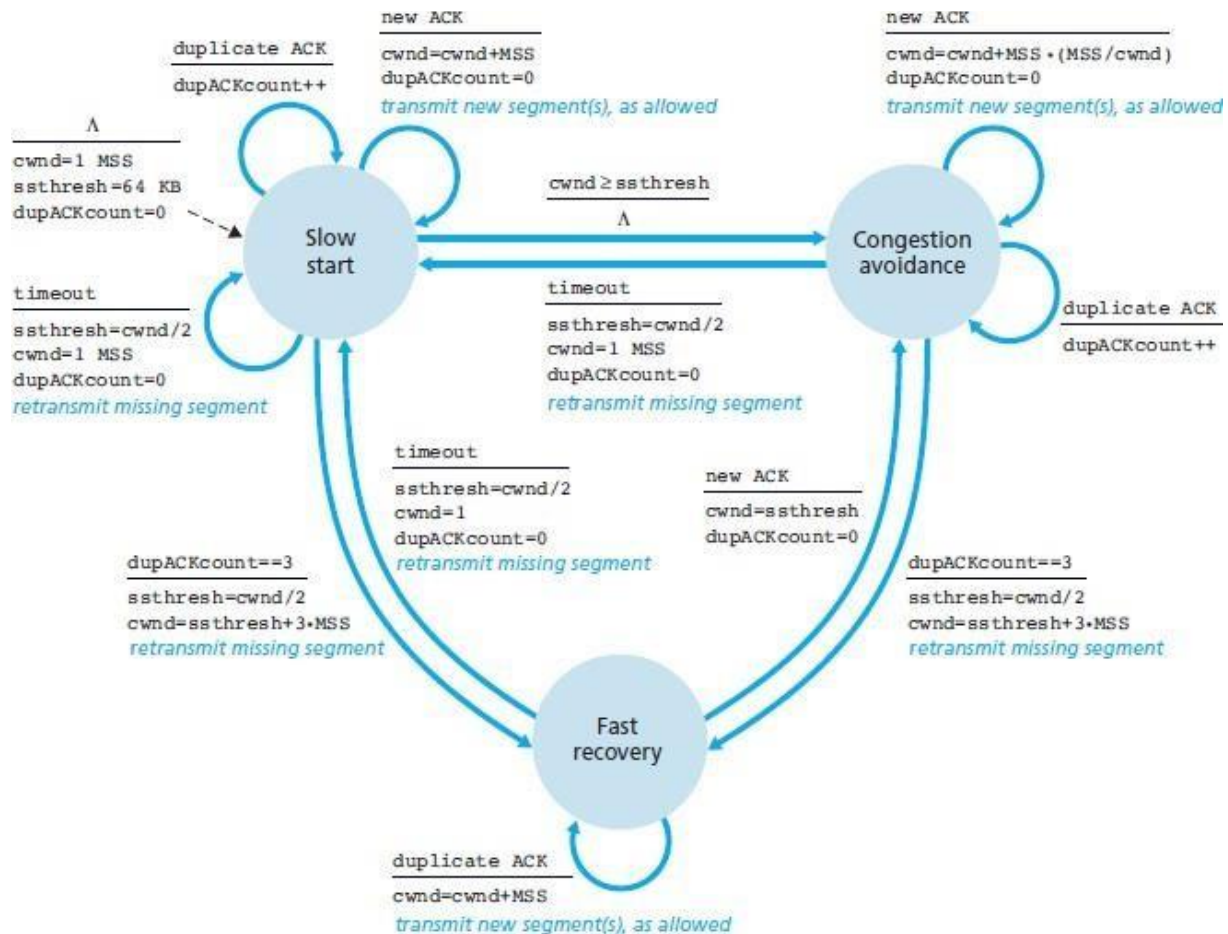 new ACK
cwnd=cwnd+MSS
dupACKcount=0
transmit new segment(s), as allowed
new ACK
cwnd=cwnd+MSS•(MSS/cwnd)
dupACKcount=0
transmit new segment(s), as allowed
duplicate ACK
dupACKcount++
Λ
cwnd=1 MSS
ssthresh=64 KB
dupACKcount=0
Slow
start
cwnd≥ssthresh
Λ
Congestion
avoidance
timeout
ssthresh=cwnd/2
cwnd=1 MSS
dupACKcount=0
retransmit missing segment
timeout
ssthresh=cwnd/2
cwnd=1 MSS
dupACKcount=0
retransmit missing segment
duplicate ACK
dupACKcount++
timeout
ssthresh=cwnd/2
cwnd=1
dupACKcount=0
retransmit missing segment
new ACK
cwnd=ssthresh
dupACKcount=0
dupACKcount==3
ssthresh=cwnd/2
cwnd=ssthresh+3•MSS
retransmit missing segment
dupACKcount==3
ssthresh=cwnd/2
cwnd=ssthresh+3•MSS
retransmit missing segment
Fast
recovery
duplicate ACK
cwnd=cwnd+MSS
transmit new segment(s), as allowed